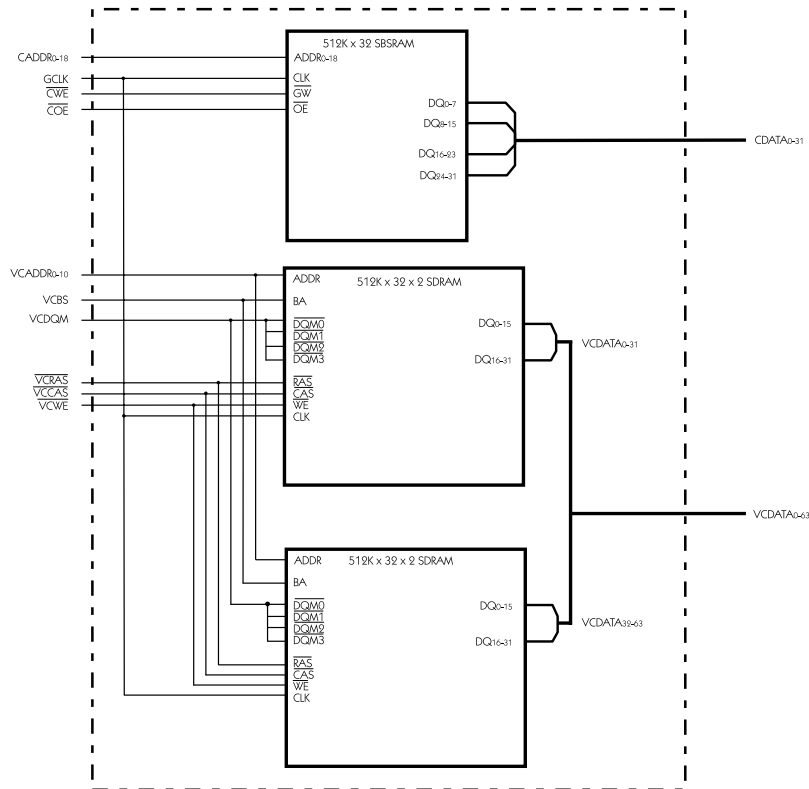 512K x 32 SBSRAM
CADDR0-18
ADDR0-18
GCLK
CLK
CWE
GW
COE
OE
DQ0-7
DQ8-15
DQ16-23
DQ24-31
CDATA0-31
VCADDR0-10
ADDR
512K x 32 x 2 SDRAM
VCBS
BA
VCDQM
DQM0
DQM1
DQM2
DQM3
DQ0-15
VCDATA0-31
DQ16-31
VCRAS
RAS
VCCAS
CAS
VCWE
WE
CLK
VCDATA0-63
ADDR
512K x 32 x 2 SDRAM
BA
DQM0
DQM1
DQM2
DQM3
DQ0-15
VCDATA32-63
DQ16-31
RAS
CAS
WE
CLK